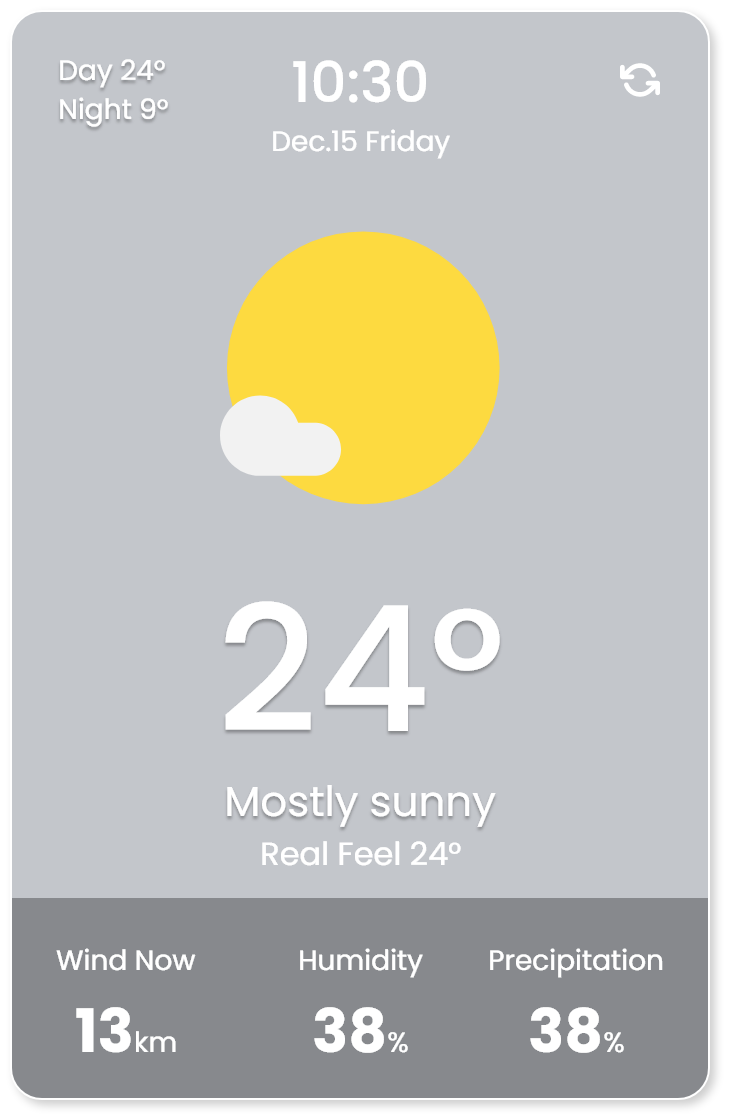 Day 24°
Night 9°
10:30
Dec.15 Friday
24°
Mostly sunny
Real Feel 24°
Wind Now
13km
Humidity
38%
Precipitation
38%